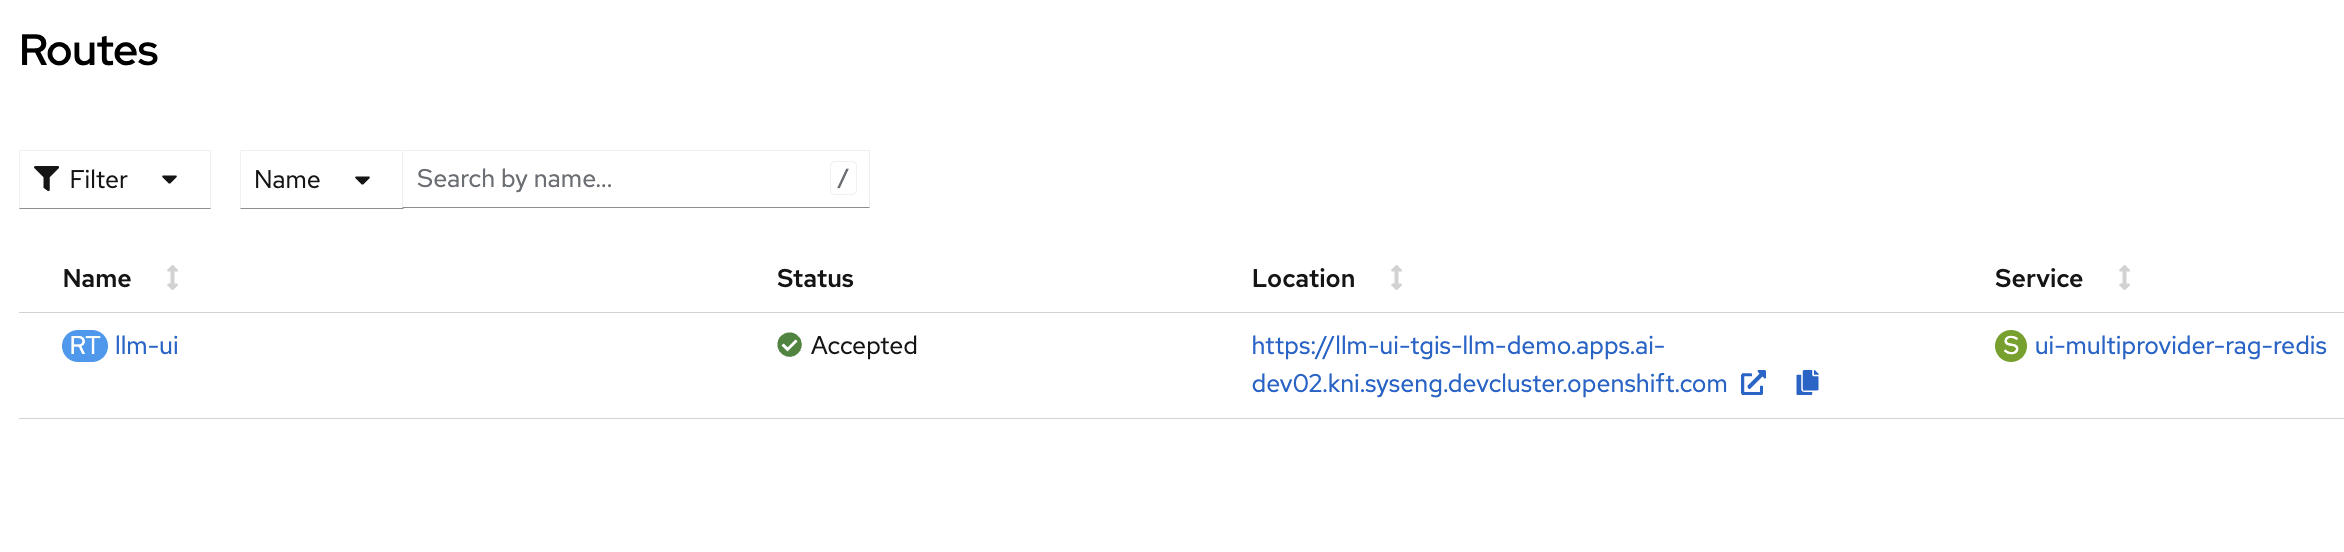 Routes
Filter Name Search by name... /
Name Status Location Service
RT llm-ui Accepted https://llm-ui-tgis-llm-demo.apps.ai- S ui-multiprovider-rag-redis
dev02.kni.syseng.devcluster.openshift.com